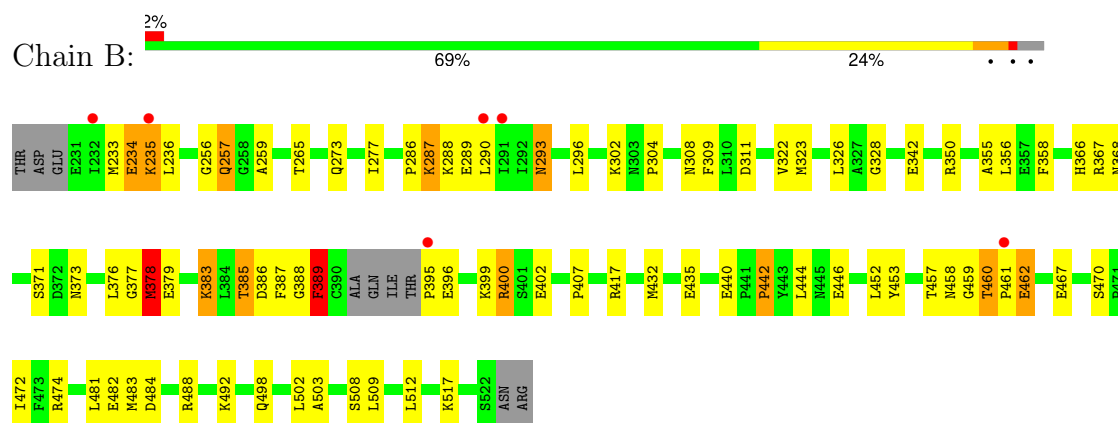 2%
Chain B:
69% 24% • • •
THR ASP GLU E231 I232 M233 E234 K235 L236 G256 Q257 G258 A259 T265 Q273 I277 P286 K287 K288 E289 L290 I291 I292 N293 L296 K302 N303 P304 N308 F309 L310 D311 V322 M323 L326 A327 G328 E342 R350 A355 L356 E357 F358 H366 R367
S371 D372 N373 L376 G377 M378 E379 K383 L384 T385 D386 F387 G388 F389 C390 ALA GLN ILE THR P395 E396 K399 R400 S401 E402 P407 R417 M432 E435 E440 P441 P442 Y443 L444 N445 E446 L452 Y453 T457 N458 G459 T460 P461 E462 E467 S470
I472 F473 R474 L481 E482 M483 D484 R488 K492 Q498 L502 A503 S508 L509 L512 K517 S522 ASN ARG